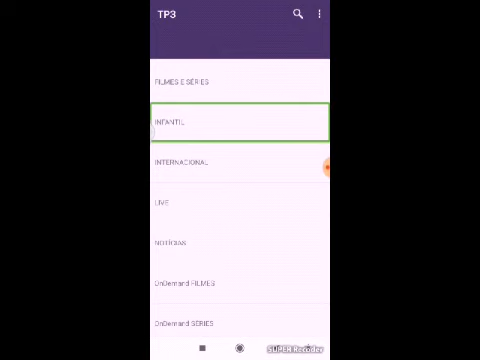 TP3
FILMES E SÉRIES
INFANTIL
INTERNACIONAL
LIVE
NOTÍCIAS
OnDemand FILMES
OnDemand SÉRIES
SUPER Recorder